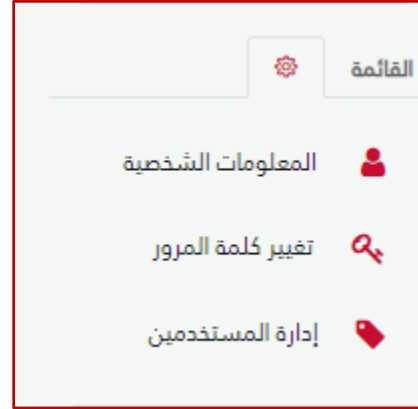 القائمة
المعلومات الشخصية
تغيير كلمة المرور
إدارة المستخدمين